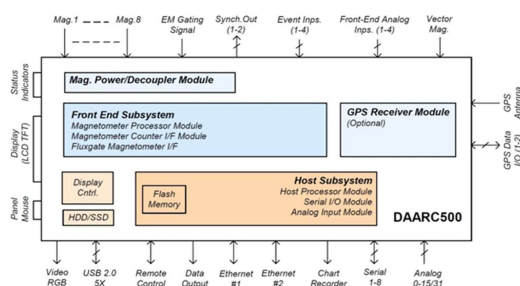 Mag.1
Mag.8
EM Gating
Signal
Synch.Out
(1-2)
Event Inps.
(1-4)
Front-End Analog
Inps. (1-4)
Vector
Mag.
Status
Indicators
Mag. Power/Decoupler Module
Display
(LCD TFT)
Front End Subsystem
Magnetometer Processor Module
Magnetometer Counter I/F Module
Fluxgate Magnetometer I/F
GPS Receiver Module
(Optional)
GPS
Antenna
GPS Data
I/O (1-2)
Panel
Mouse
Display
Cntrl.
HDD/SSD
Flash
Memory
Host Subsystem
Host Processor Module
Serial I/O Module
Analog Input Module
DAARC500
Video
RGB
USB 2.0
5X
Remote
Control
Data
Output
Ethernet
#1
Ethernet
#2
Chart
Recorder
Serial
1-8
Analog
0-15/31